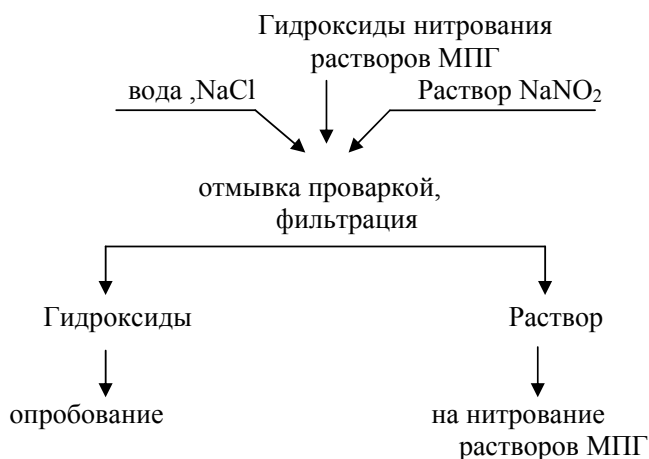 Гидроксиды нитрования
растворов МПГ
вода ,NaCl
Раствор NaNO₂
отмывка проваркой,
фильтрация
Гидроксиды
Раствор
опробование
на нитрование
растворов МПГ